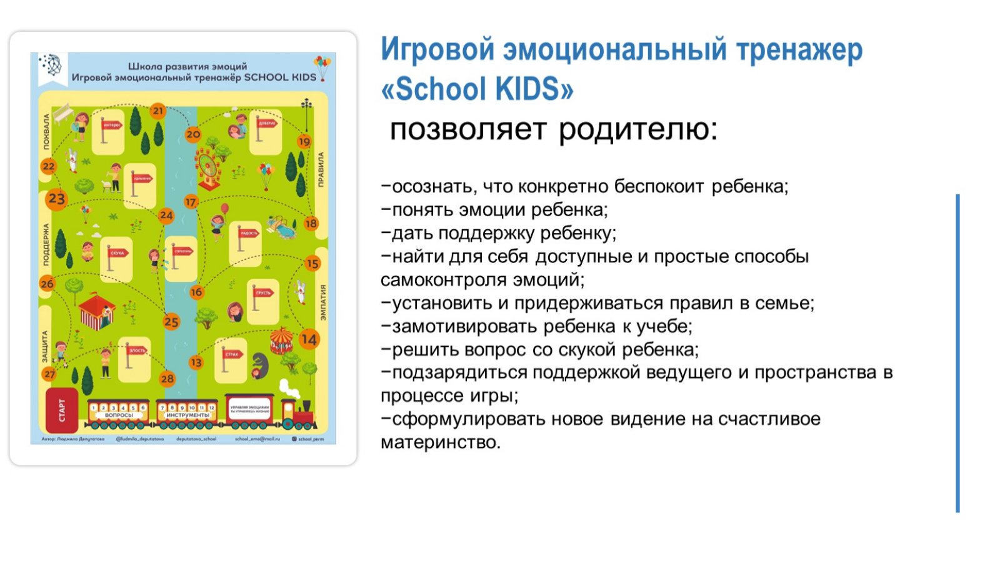 Школа развития эмоций
Игровой эмоциональный тренажёр SCHOOL KIDS
ПОХВАЛА
ПОДДЕРЖКА
ЗАЩИТА
ПРАВИЛА
ЭМПАТИЯ
21
интерес
20
ДОВЕРИЕ
19
22
УДИВЛЕНИЕ
23
24
17
18
РАДОСТЬ
СКУКА
СТЕРЕОТИПЫ
15
26
16
ГРУСТЬ
25
14
ЗЛОСТЬ
13
СТРАХ
27
28
СТАРТ
1 2 3 4 5 6
ВОПРОСЫ
7 8 9 10 11 12
ИНСТРУМЕНТЫ
УПРАВЛЯЯ ЭМОЦИЯМИ
ТЫ УПРАВЛЯЕШЬ ЖИЗНЬЮ
Автор: Людмила Депутатова @ludmila_deputatova deputatova_school school_emo@mail.ru school_perm
Игровой эмоциональный тренажер
«School KIDS»
позволяет родителю:
–осознать, что конкретно беспокоит ребенка;
–понять эмоции ребенка;
–дать поддержку ребенку;
–найти для себя доступные и простые способы
самоконтроля эмоций;
–установить и придерживаться правил в семье;
–замотивировать ребенка к учебе;
–решить вопрос со скукой ребенка;
–подзарядиться поддержкой ведущего и пространства в
процессе игры;
–сформулировать новое видение на счастливое
материнство.